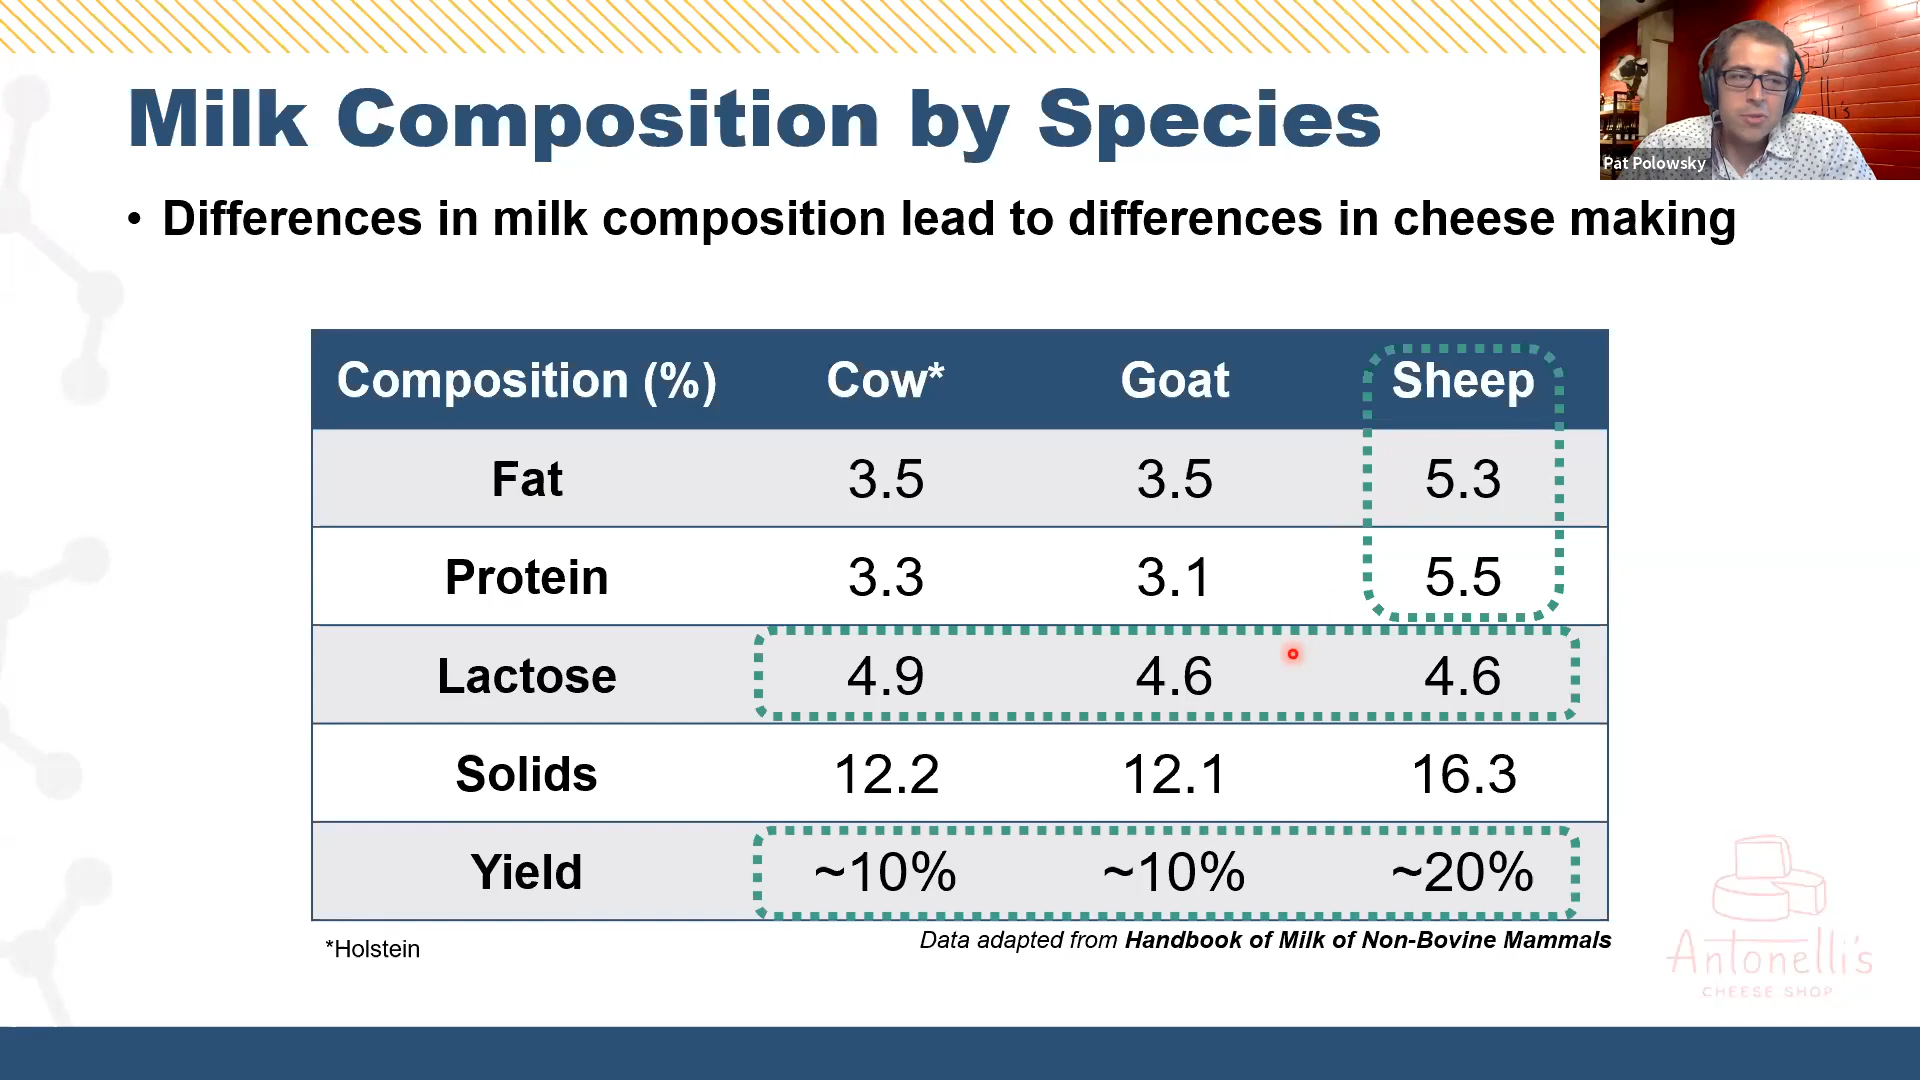 Milk Composition by Species
Pat Polowsky
• Differences in milk composition lead to differences in cheese making
Composition (%) Cow* Goat Sheep
Fat 3.5 3.5 5.3
Protein 3.3 3.1 5.5
Lactose 4.9 4.6 4.6
Solids 12.2 12.1 16.3
Yield ~10% ~10% ~20%
*Holstein
Data adapted from Handbook of Milk of Non-Bovine Mammals
Antonelli's
CHEESE SHOP